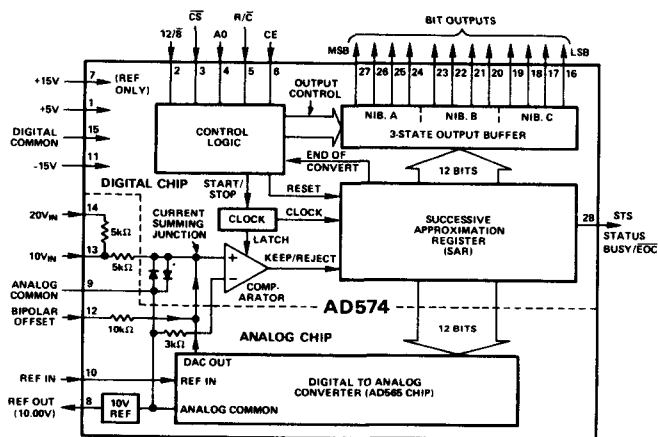 BIT OUTPUTS
12/8̅ C̅S̅ A0 R/C̅ CE
MSB LSB
2 3 4 5 6
27 26 25 24 23 22 21 20 19 18 17 16
+15V 7 (REF ONLY)
+5V 1
DIGITAL COMMON 15
-15V 11
OUTPUT CONTROL
CONTROL LOGIC
NIB. A NIB. B NIB. C
3-STATE OUTPUT BUFFER
END OF CONVERT
12 BITS
DIGITAL CHIP
START/STOP
RESET
CLOCK
CLOCK
LATCH
SUCCESSIVE APPROXIMATION REGISTER (SAR)
28 STS
STATUS
BUSY/E̅O̅C̅
20VIN 14
5kΩ
CURRENT SUMMING JUNCTION
10VIN 13
5kΩ
+
−
KEEP/REJECT
COMP-ARATOR
ANALOG COMMON 9
AD574
BIPOLAR OFFSET 12
10kΩ
3kΩ
ANALOG CHIP
12 BITS
DAC OUT
REF IN 10
REF IN
DIGITAL TO ANALOG CONVERTER (AD565 CHIP)
REF OUT (10.00V) 8
10V REF
ANALOG COMMON